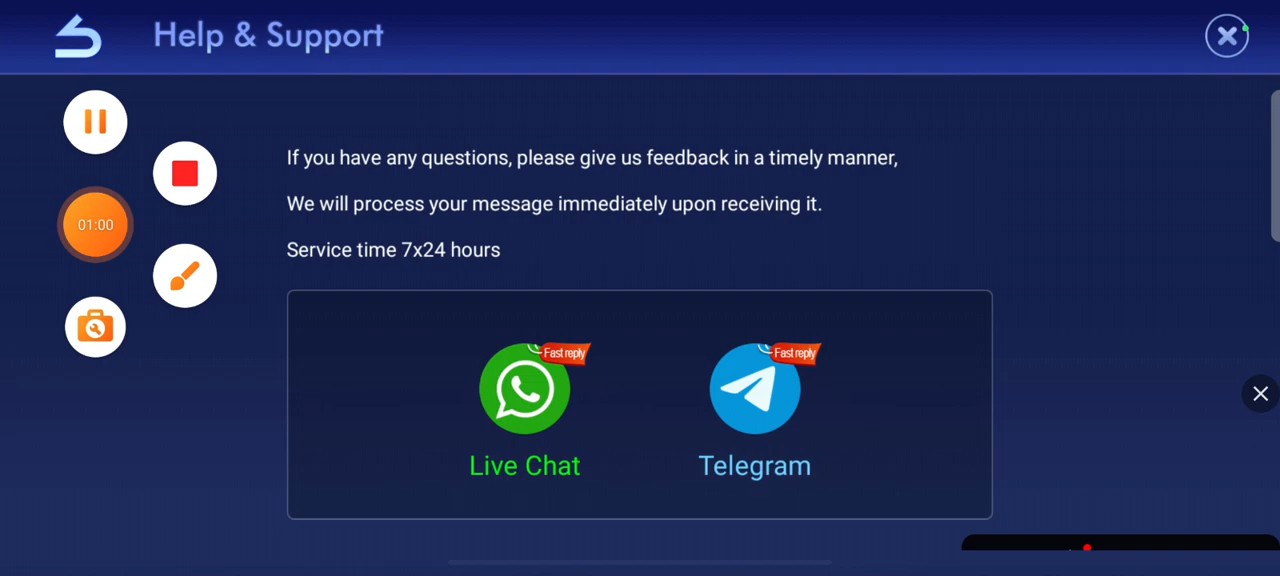 Help & Support
01:00
If you have any questions, please give us feedback in a timely manner,
We will process your message immediately upon receiving it.
Service time 7x24 hours
Fast reply
Fast reply
Live Chat
Telegram